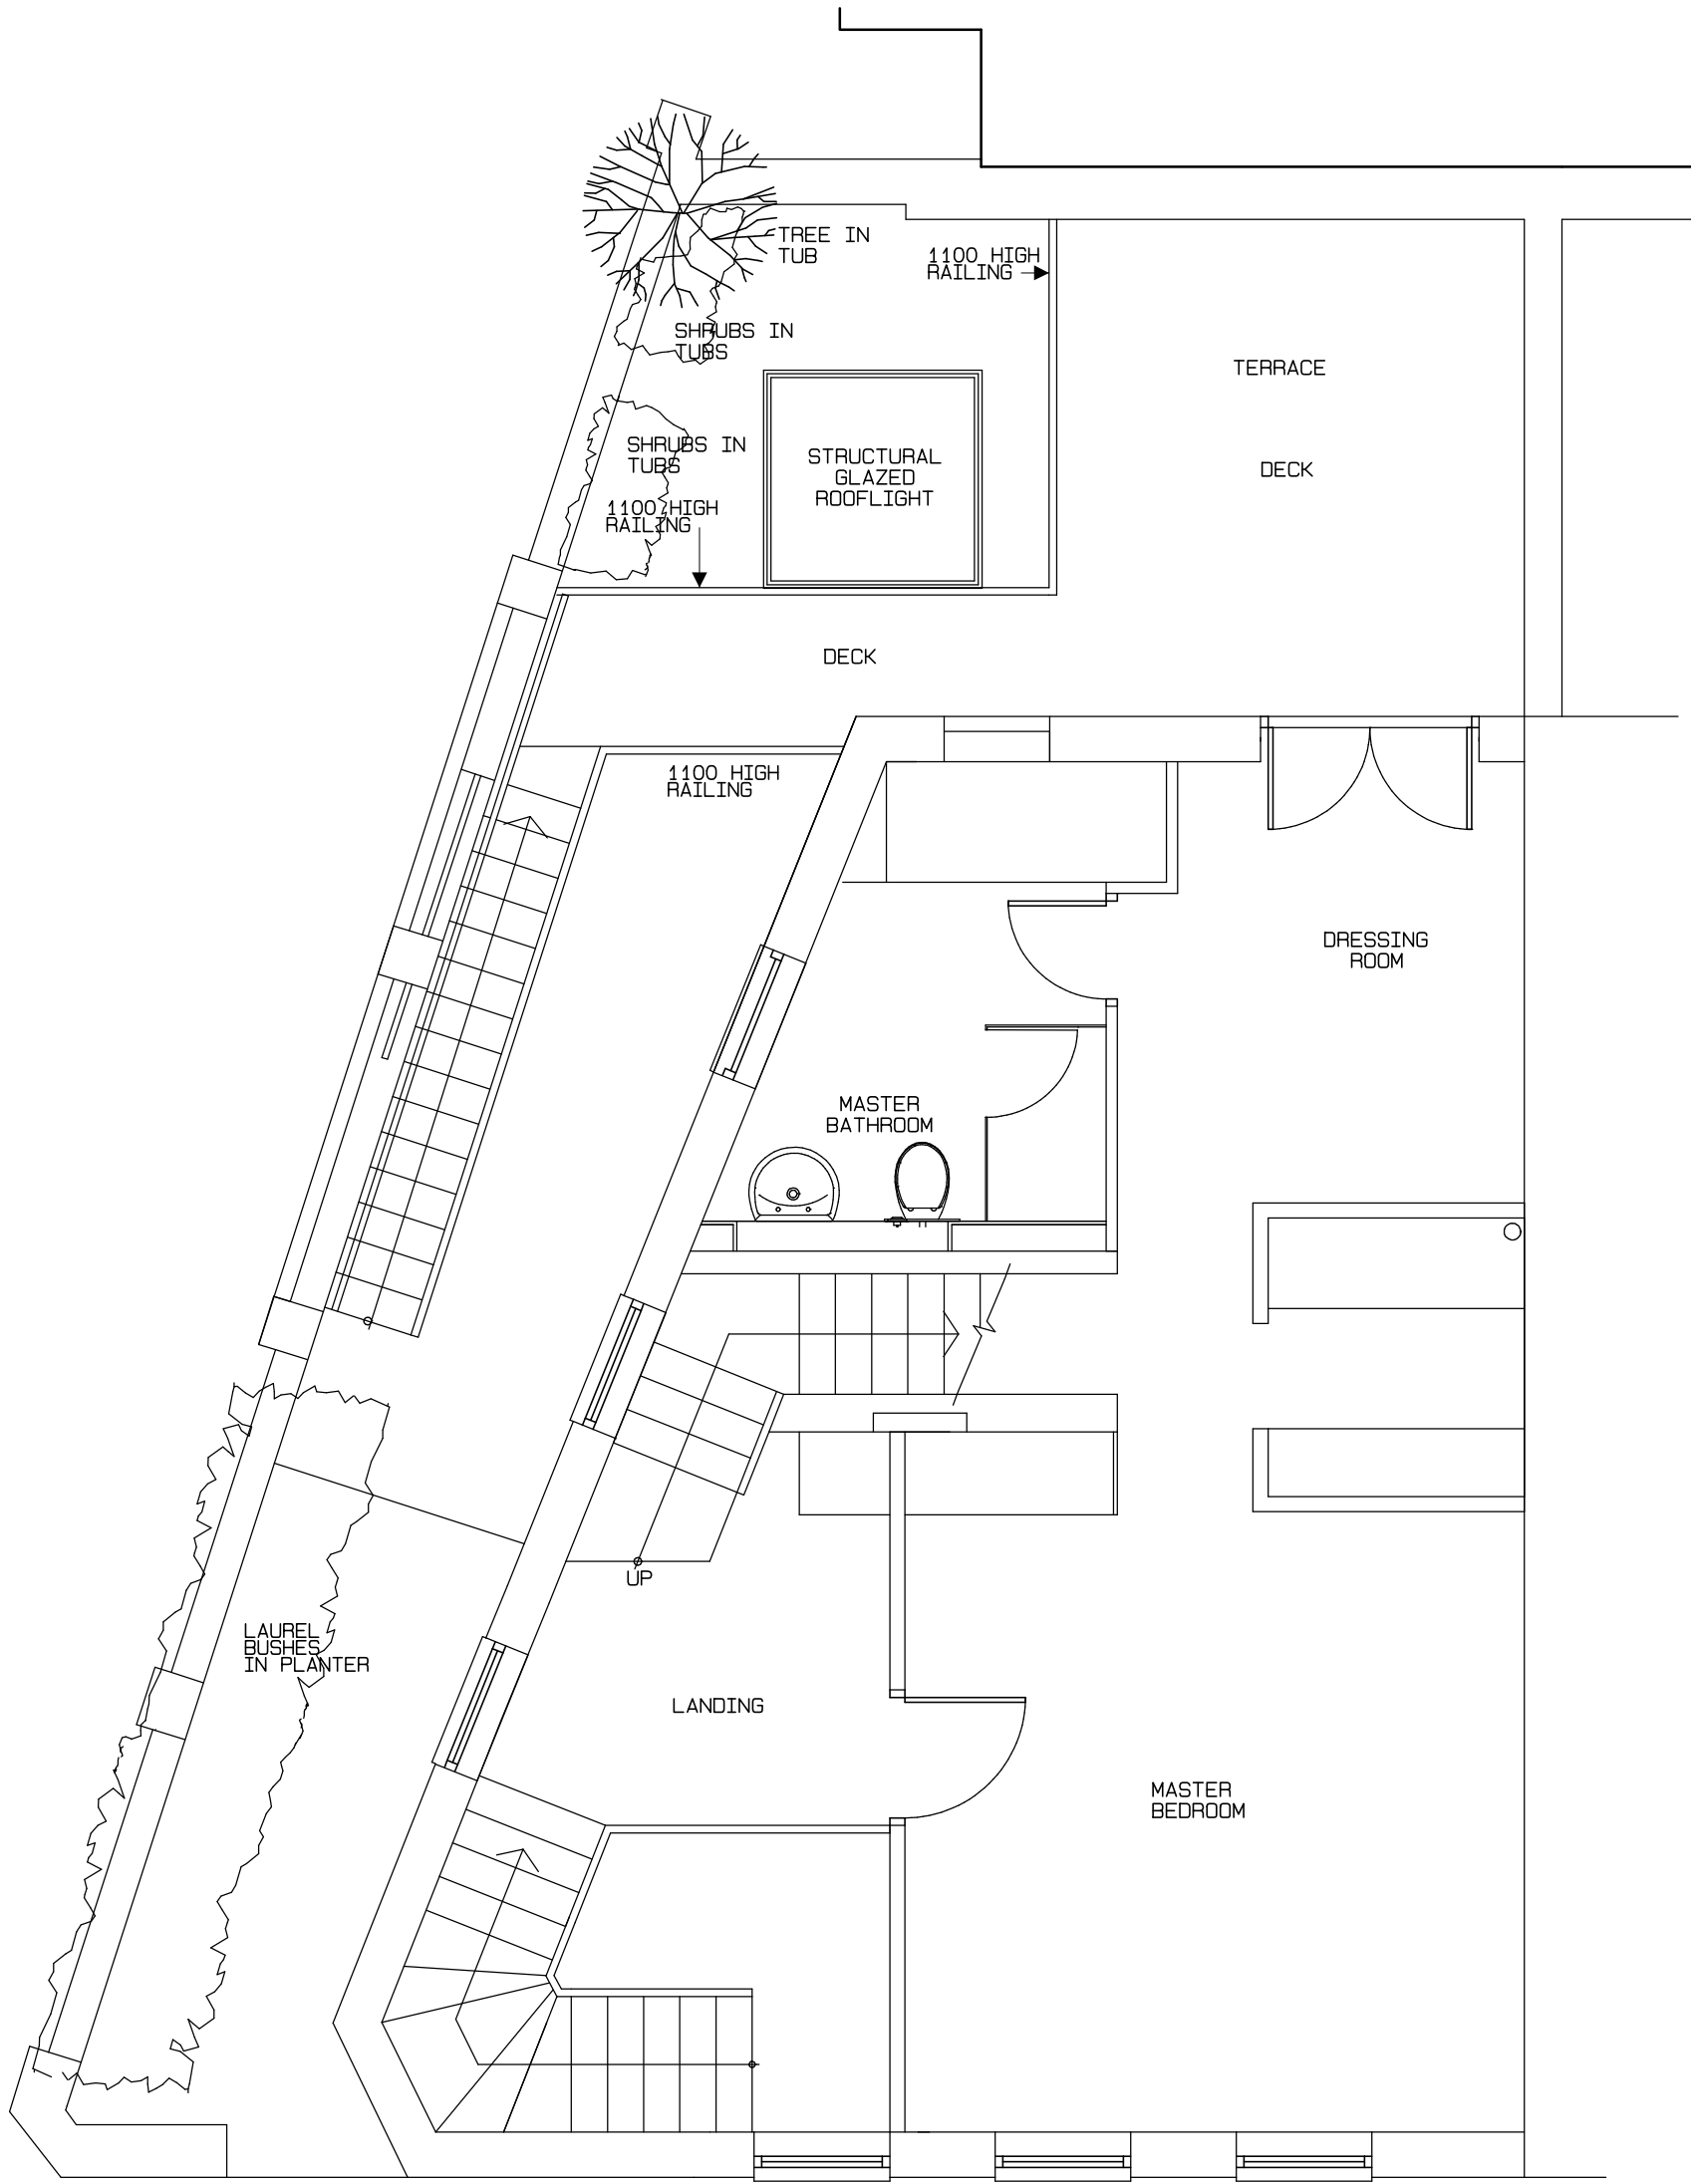 TREE IN
TUB
1100 HIGH
RAILING
SHRUBS IN
TUBS
TERRACE
SHRUBS IN
TUBS
STRUCTURAL
GLAZED
ROOFLIGHT
DECK
1100 HIGH
RAILING
DECK
1100 HIGH
RAILING
DRESSING
ROOM
MASTER
BATHROOM
UP
LAUREL
BUSHES
IN PLANTER
LANDING
MASTER
BEDROOM